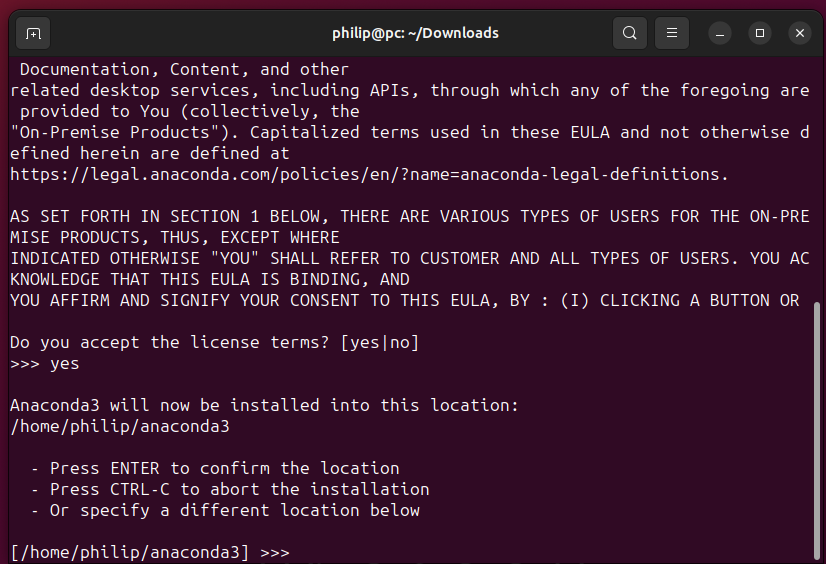 philip@pc: ~/Downloads
 Documentation, Content, and other
related desktop services, including APIs, through which any of the foregoing are
 provided to You (collectively, the
"On-Premise Products"). Capitalized terms used in these EULA and not otherwise d
efined herein are defined at
https://legal.anaconda.com/policies/en/?name=anaconda-legal-definitions.

AS SET FORTH IN SECTION 1 BELOW, THERE ARE VARIOUS TYPES OF USERS FOR THE ON-PRE
MISE PRODUCTS, THUS, EXCEPT WHERE
INDICATED OTHERWISE "YOU" SHALL REFER TO CUSTOMER AND ALL TYPES OF USERS. YOU AC
KNOWLEDGE THAT THIS EULA IS BINDING, AND
YOU AFFIRM AND SIGNIFY YOUR CONSENT TO THIS EULA, BY : (I) CLICKING A BUTTON OR

Do you accept the license terms? [yes|no]
>>> yes

Anaconda3 will now be installed into this location:
/home/philip/anaconda3

  - Press ENTER to confirm the location
  - Press CTRL-C to abort the installation
  - Or specify a different location below

[/home/philip/anaconda3] >>>